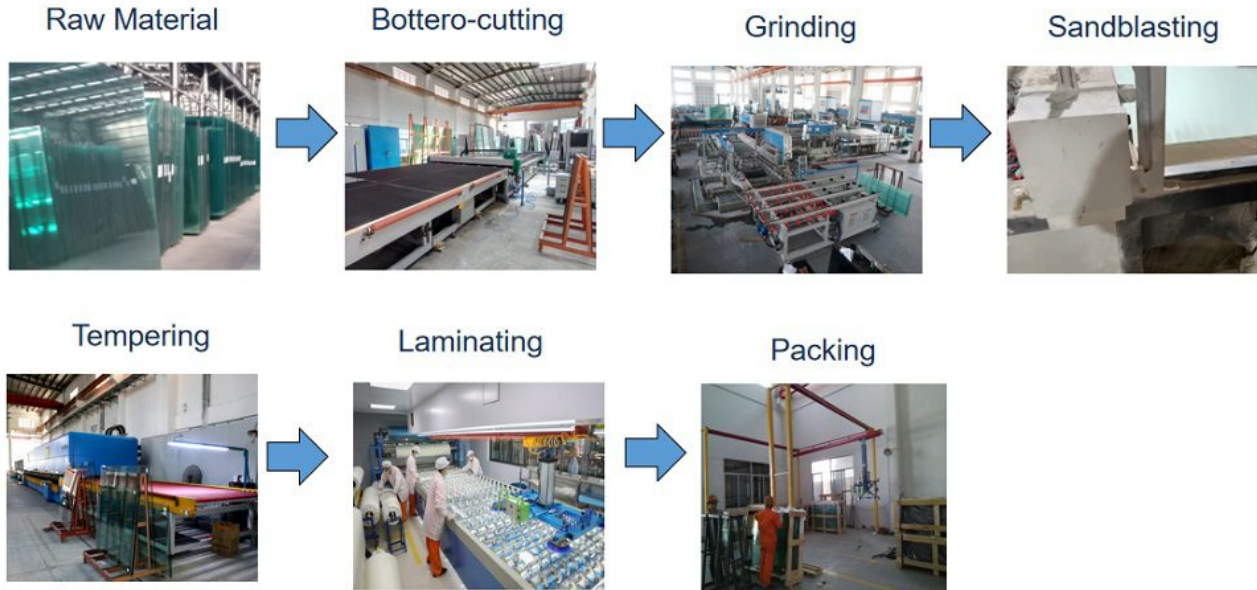 Raw Material
Bottero-cutting
Grinding
Sandblasting
Tempering
Laminating
Packing